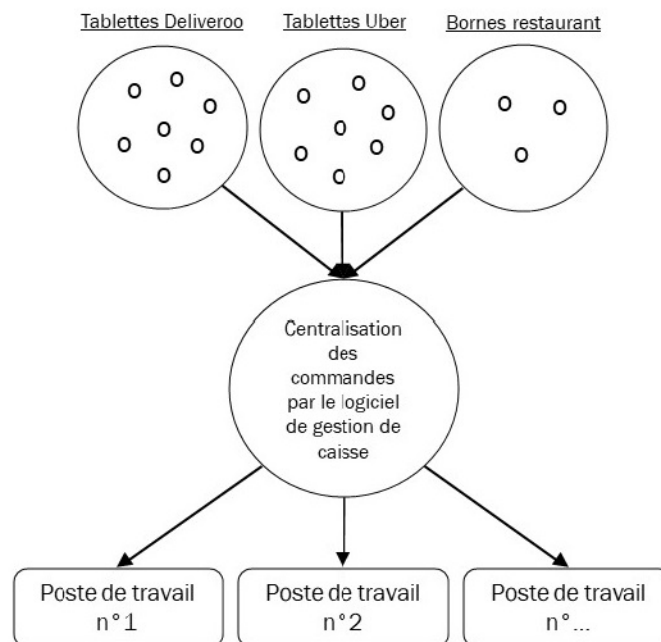 Tablettes Deliveroo
Tablettes Uber
Bornes restaurant
o o o o o o o
o o o o o o o
o o o
Centralisation
des
commandes
par le logiciel
de gestion de
caisse
Poste de travail
n°1
Poste de travail
n°2
Poste de travail
n°...